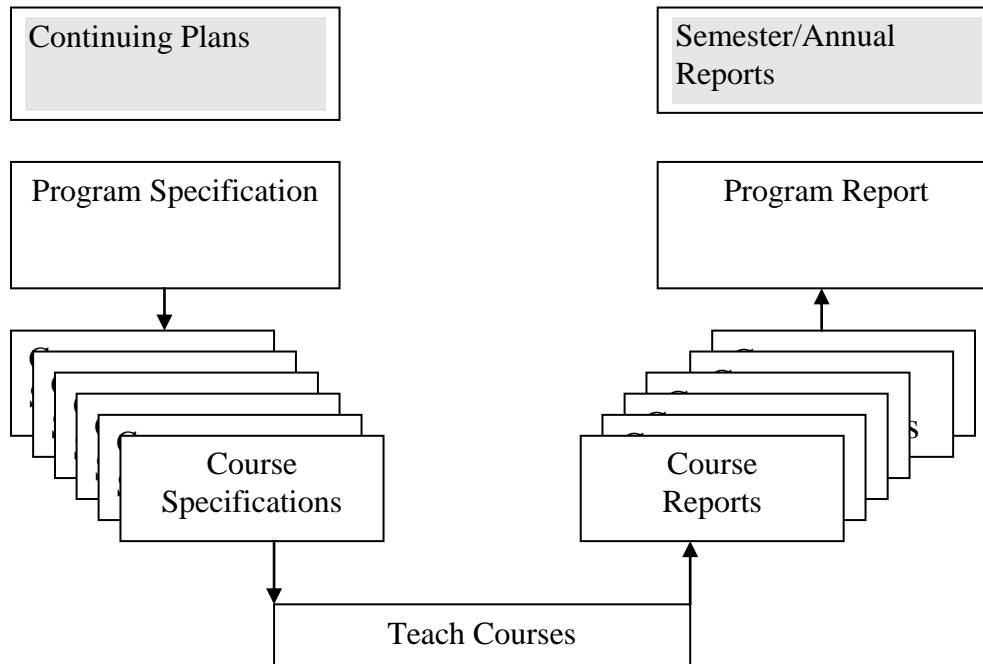 Continuing Plans
Semester/Annual
Reports
Program Specification
Program Report
Course
Specifications
Course
Reports
Teach Courses